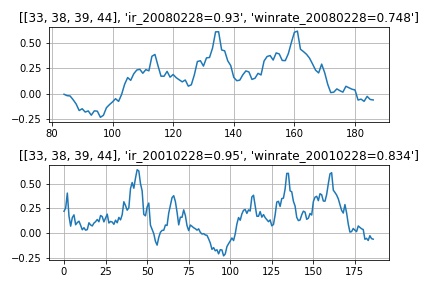 [[33, 38, 39, 44], 'ir_20080228=0.93', 'winrate_20080228=0.748']
0.50
0.25
0.00
−0.25
80 100 120 140 160 180
[[33, 38, 39, 44], 'ir_20010228=0.95', 'winrate_20010228=0.834']
0.50
0.25
0.00
−0.25
0 25 50 75 100 125 150 175